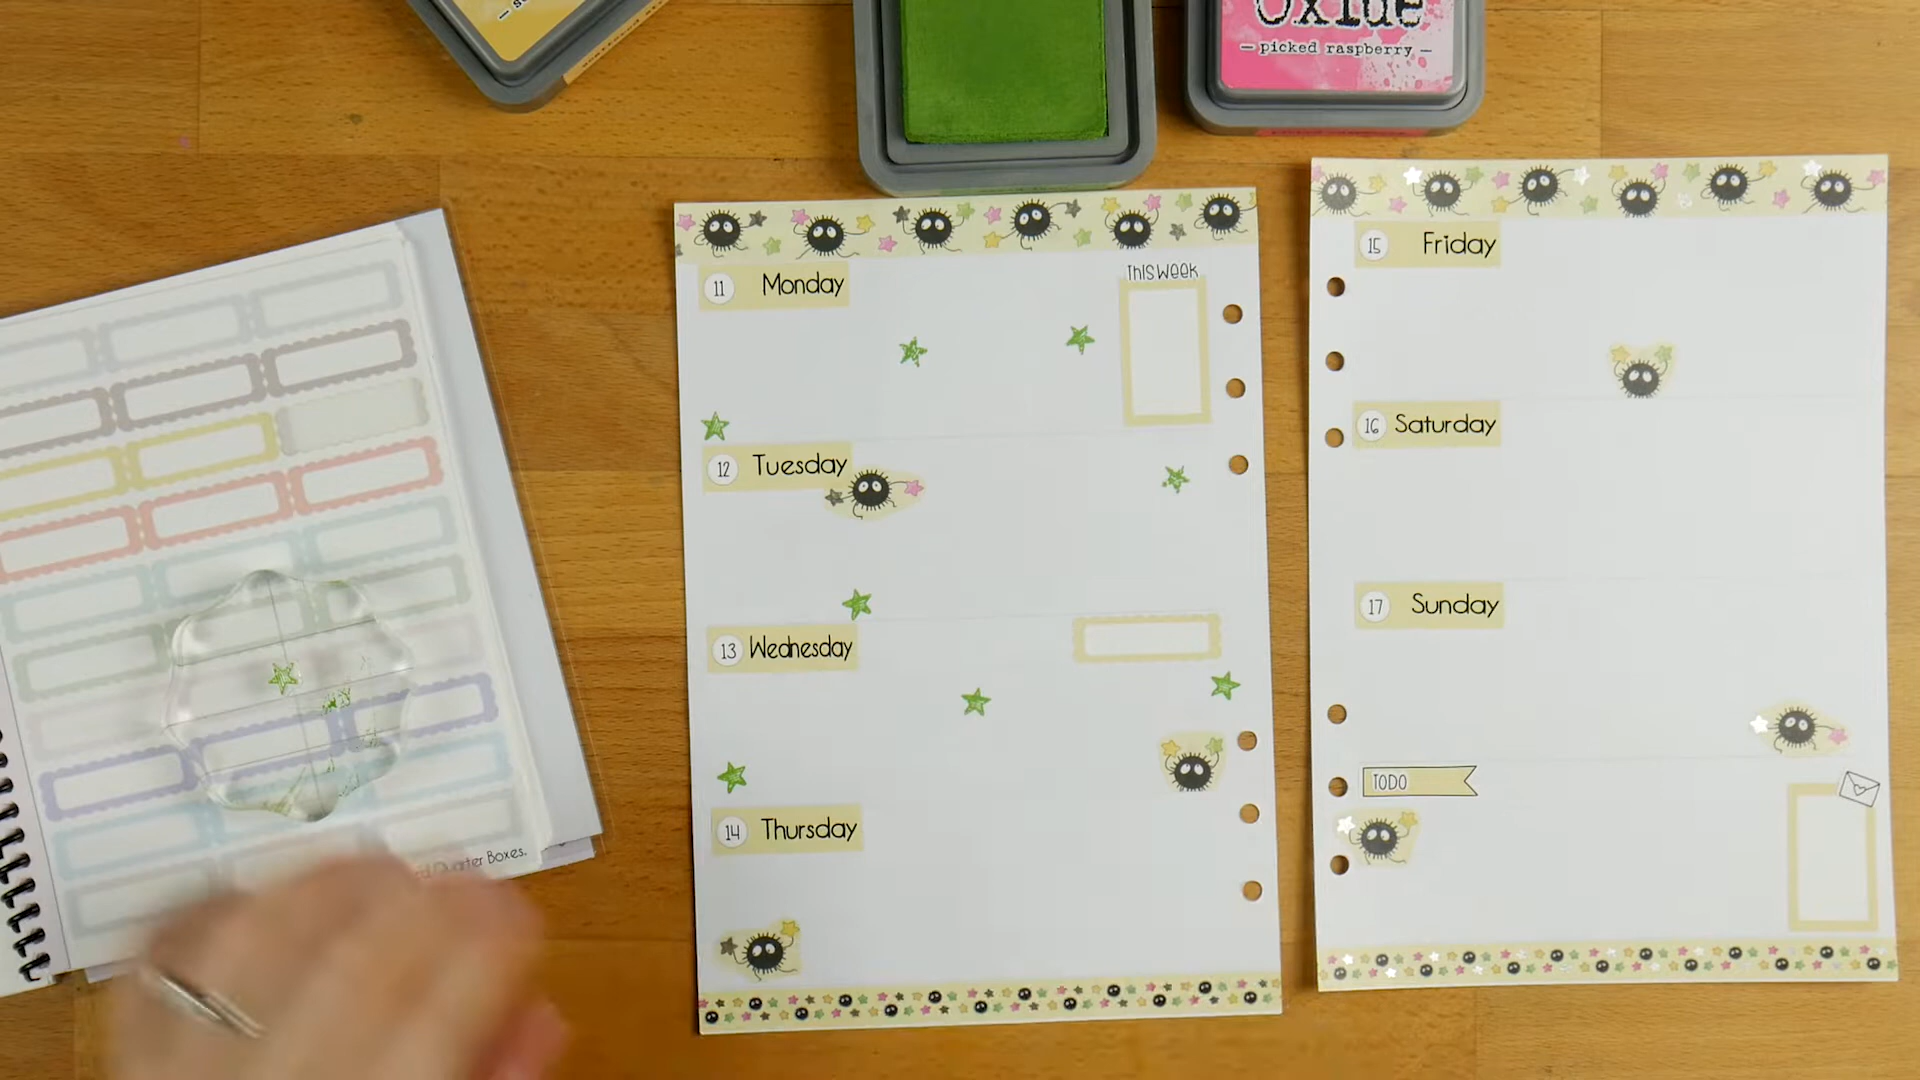 Oxide
— picked raspberry —
11 Monday
THIS WEEK
12 Tuesday
13 Wednesday
14 Thursday
15 Friday
16 Saturday
17 Sunday
TODO
Quarter Boxes.